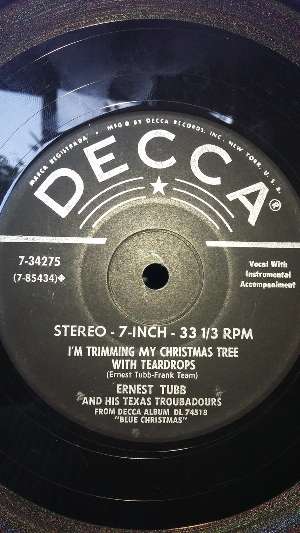 MARCA REGISTRADA • MFG'D BY DECCA RECORDS, INC., NEW YORK, U.S.A.
DECCA®
7-34275
(7-85434)◆
Vocal With
Instrumental
Accompaniment
STEREO - 7-INCH - 33 1/3 RPM
I'M TRIMMING MY CHRISTMAS TREE
WITH TEARDROPS
(Ernest Tubb-Frank Team)
ERNEST TUBB
AND HIS TEXAS TROUBADOURS
FROM DECCA ALBUM DL 74518
"BLUE CHRISTMAS"